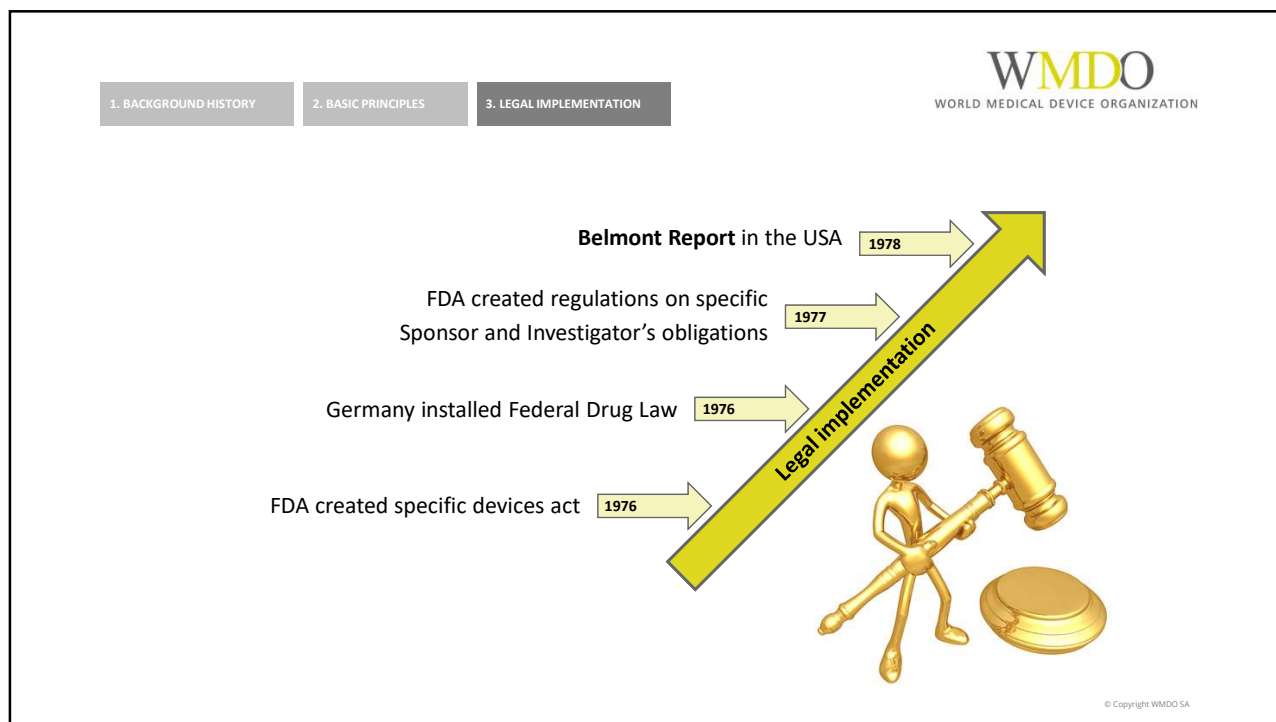 1. BACKGROUND HISTORY
2. BASIC PRINCIPLES
3. LEGAL IMPLEMENTATION
WMDO
WORLD MEDICAL DEVICE ORGANIZATION
Belmont Report in the USA
1978
FDA created regulations on specific
Sponsor and Investigator’s obligations
1977
Germany installed Federal Drug Law
1976
FDA created specific devices act
1976
Legal implementation
© Copyright WMDO SA